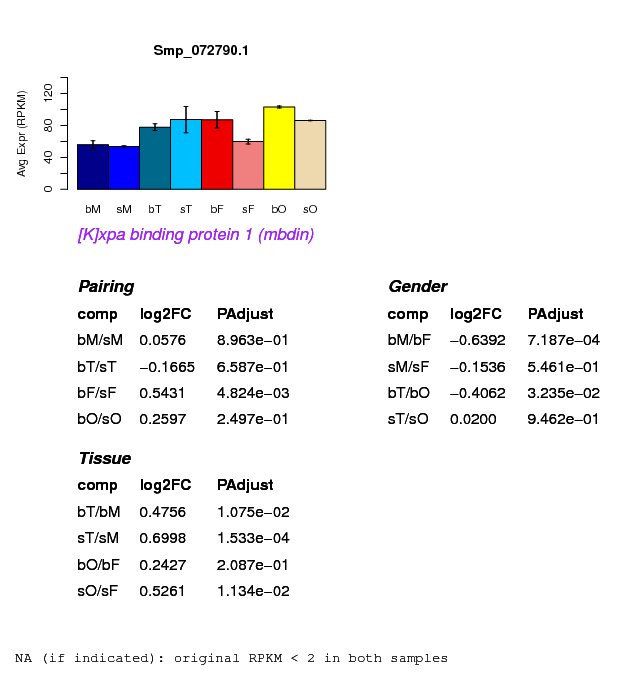 Smp_072790.1
Avg Expr (RPKM)
0 40 80 120
bM sM bT sT bF sF bO sO
[K]xpa binding protein 1 (mbdin)
Pairing
comp log2FC PAdjust
bM/sM 0.0576 8.963e−01
bT/sT −0.1665 6.587e−01
bF/sF 0.5431 4.824e−03
bO/sO 0.2597 2.497e−01
Gender
comp log2FC PAdjust
bM/bF −0.6392 7.187e−04
sM/sF −0.1536 5.461e−01
bT/bO −0.4062 3.235e−02
sT/sO 0.0200 9.462e−01
Tissue
comp log2FC PAdjust
bT/bM 0.4756 1.075e−02
sT/sM 0.6998 1.533e−04
bO/bF 0.2427 2.087e−01
sO/sF 0.5261 1.134e−02
NA (if indicated): original RPKM < 2 in both samples